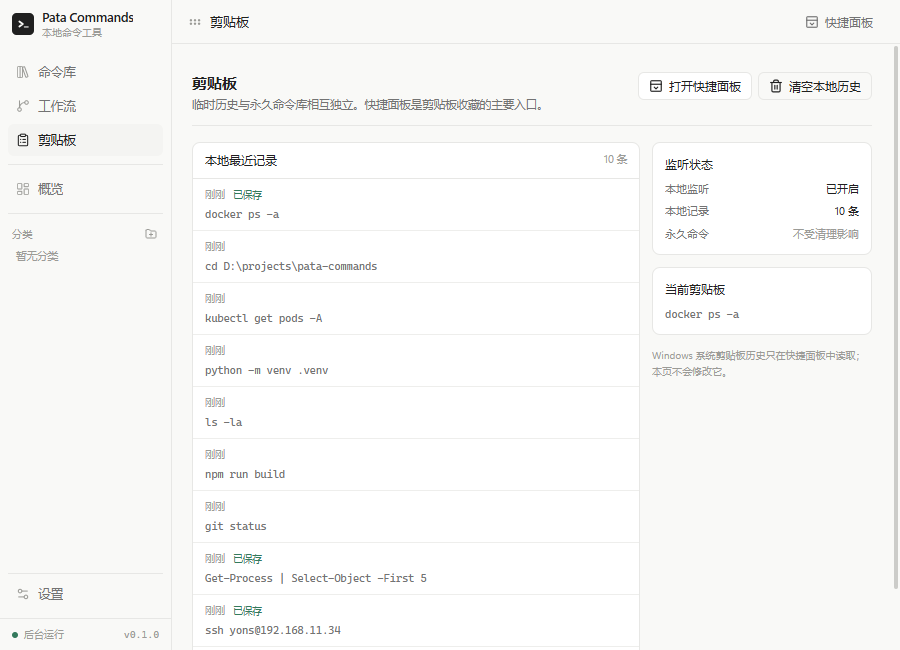 Pata Commands
本地命令工具
命令库
工作流
剪贴板
概览
分类
暂无分类
设置
后台运行
v0.1.0
剪贴板
快捷面板
剪贴板
临时历史与永久命令库相互独立。快捷面板是剪贴板收藏的主要入口。
打开快捷面板
清空本地历史
本地最近记录
10 条
刚刚 已保存
docker ps -a
刚刚
cd D:\projects\pata-commands
刚刚
kubectl get pods -A
刚刚
python -m venv .venv
刚刚
ls -la
刚刚
npm run build
刚刚
git status
刚刚 已保存
Get-Process | Select-Object -First 5
刚刚 已保存
ssh yons@192.168.11.34
监听状态
本地监听 已开启
本地记录 10 条
永久命令 不受清理影响
当前剪贴板
docker ps -a
Windows 系统剪贴板历史只在快捷面板中读取；
本页不会修改它。